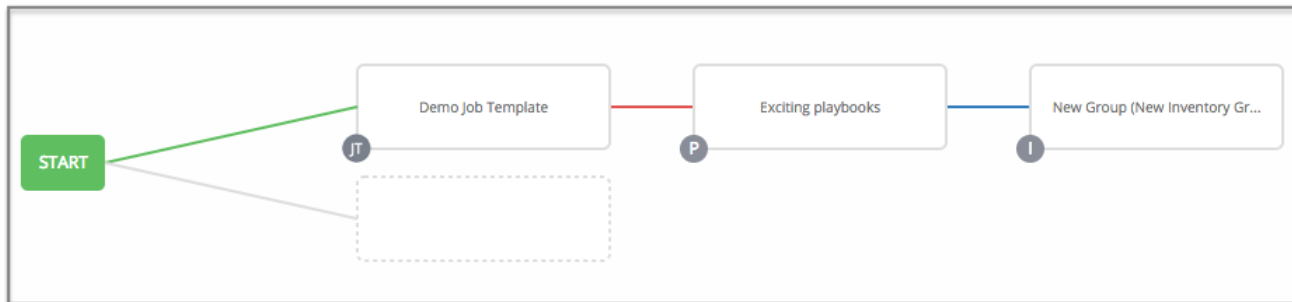 Demo Job Template
Exciting playbooks
New Group (New Inventory Gr...
START
JT
P
I